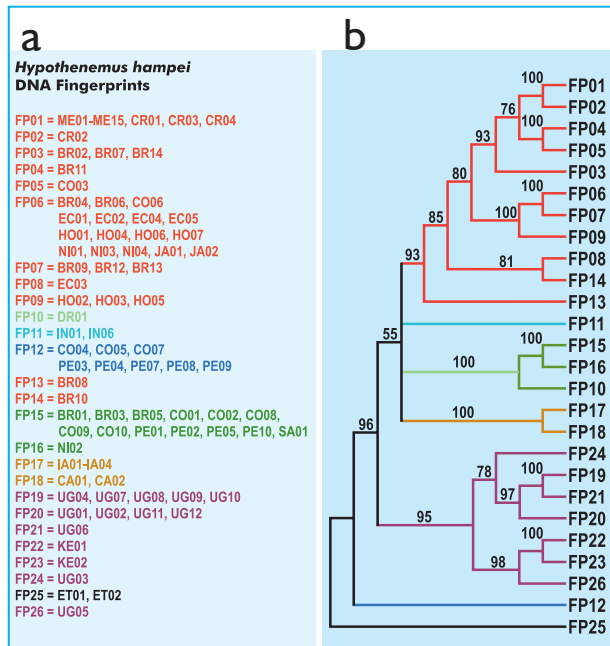 a
Hypothenemus hampei
DNA Fingerprints
FP01 = ME01-ME15, CR01, CR03, CR04
FP02 = CR02
FP03 = BR02, BR07, BR14
FP04 = BR11
FP05 = CO03
FP06 = BR04, BR06, CO06
EC01, EC02, EC04, EC05
HO01, HO04, HO06, HO07
NI01, NI03, NI04, JA01, JA02
FP07 = BR09, BR12, BR13
FP08 = EC03
FP09 = HO02, HO03, HO05
FP10 = DR01
FP11 = IN01, IN06
FP12 = CO04, CO05, CO07
PE03, PE04, PE07, PE08, PE09
FP13 = BR08
FP14 = BR10
FP15 = BR01, BR03, BR05, CO01, CO02, CO08,
CO09, CO10, PE01, PE02, PE05, PE10, SA01
FP16 = NI02
FP17 = IA01-IA04
FP18 = CA01, CA02
FP19 = UG04, UG07, UG08, UG09, UG10
FP20 = UG01, UG02, UG11, UG12
FP21 = UG06
FP22 = KE01
FP23 = KE02
FP24 = UG03
FP25 = ET01, ET02
FP26 = UG05
b
100
FP01
FP02
76
100
FP04
FP05
93
FP03
80
100
FP06
FP07
100
FP09
85
81
FP08
FP14
93
FP13
55
FP11
100
100
FP15
FP16
FP10
100
FP17
FP18
96
FP24
78
100
FP19
FP21
97
FP20
95
100
FP22
FP23
98
FP26
FP12
FP25